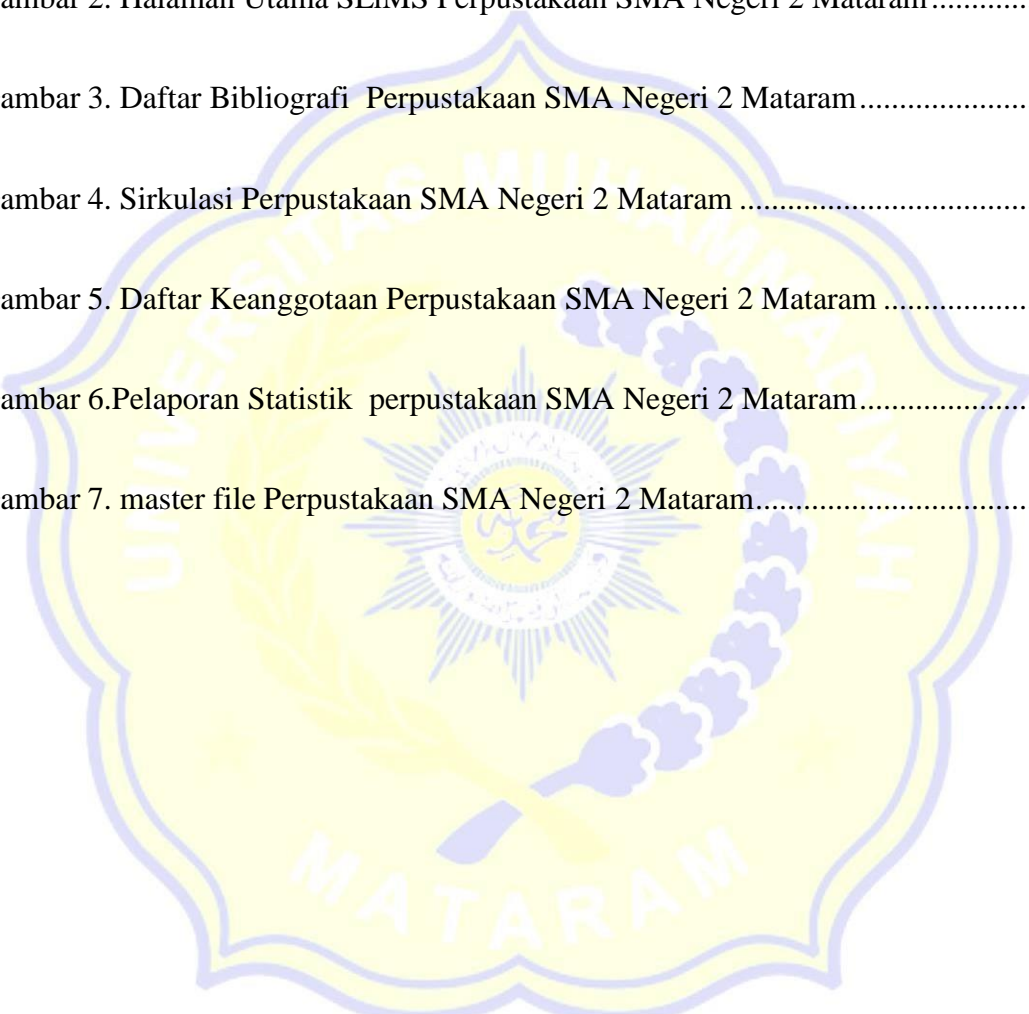 ambar 2. Halaman Utama SLiMS Perpustakaan SMA Negeri 2 Mataram............
ambar 3. Daftar Bibliografi  Perpustakaan SMA Negeri 2 Mataram.....................
ambar 4. Sirkulasi Perpustakaan SMA Negeri 2 Mataram ....................................
ambar 5. Daftar Keanggotaan Perpustakaan SMA Negeri 2 Mataram ..................
ambar 6.Pelaporan Statistik  perpustakaan SMA Negeri 2 Mataram.....................
ambar 7. master file Perpustakaan SMA Negeri 2 Mataram..................................
UNIVERSITAS MUHAMMADIYAH
MATARAM